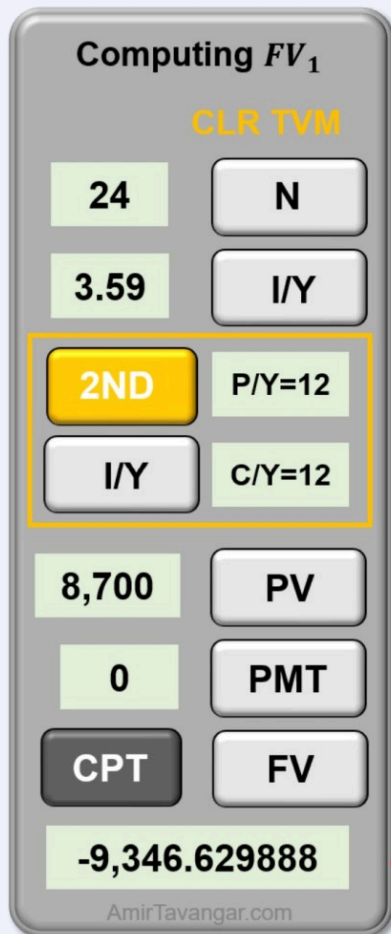 Computing 𝐹𝑉₁
CLR TVM
24 N
3.59 I/Y
2ND P/Y=12
I/Y C/Y=12
8,700 PV
0 PMT
CPT FV
-9,346.629888
AmirTavangar.com